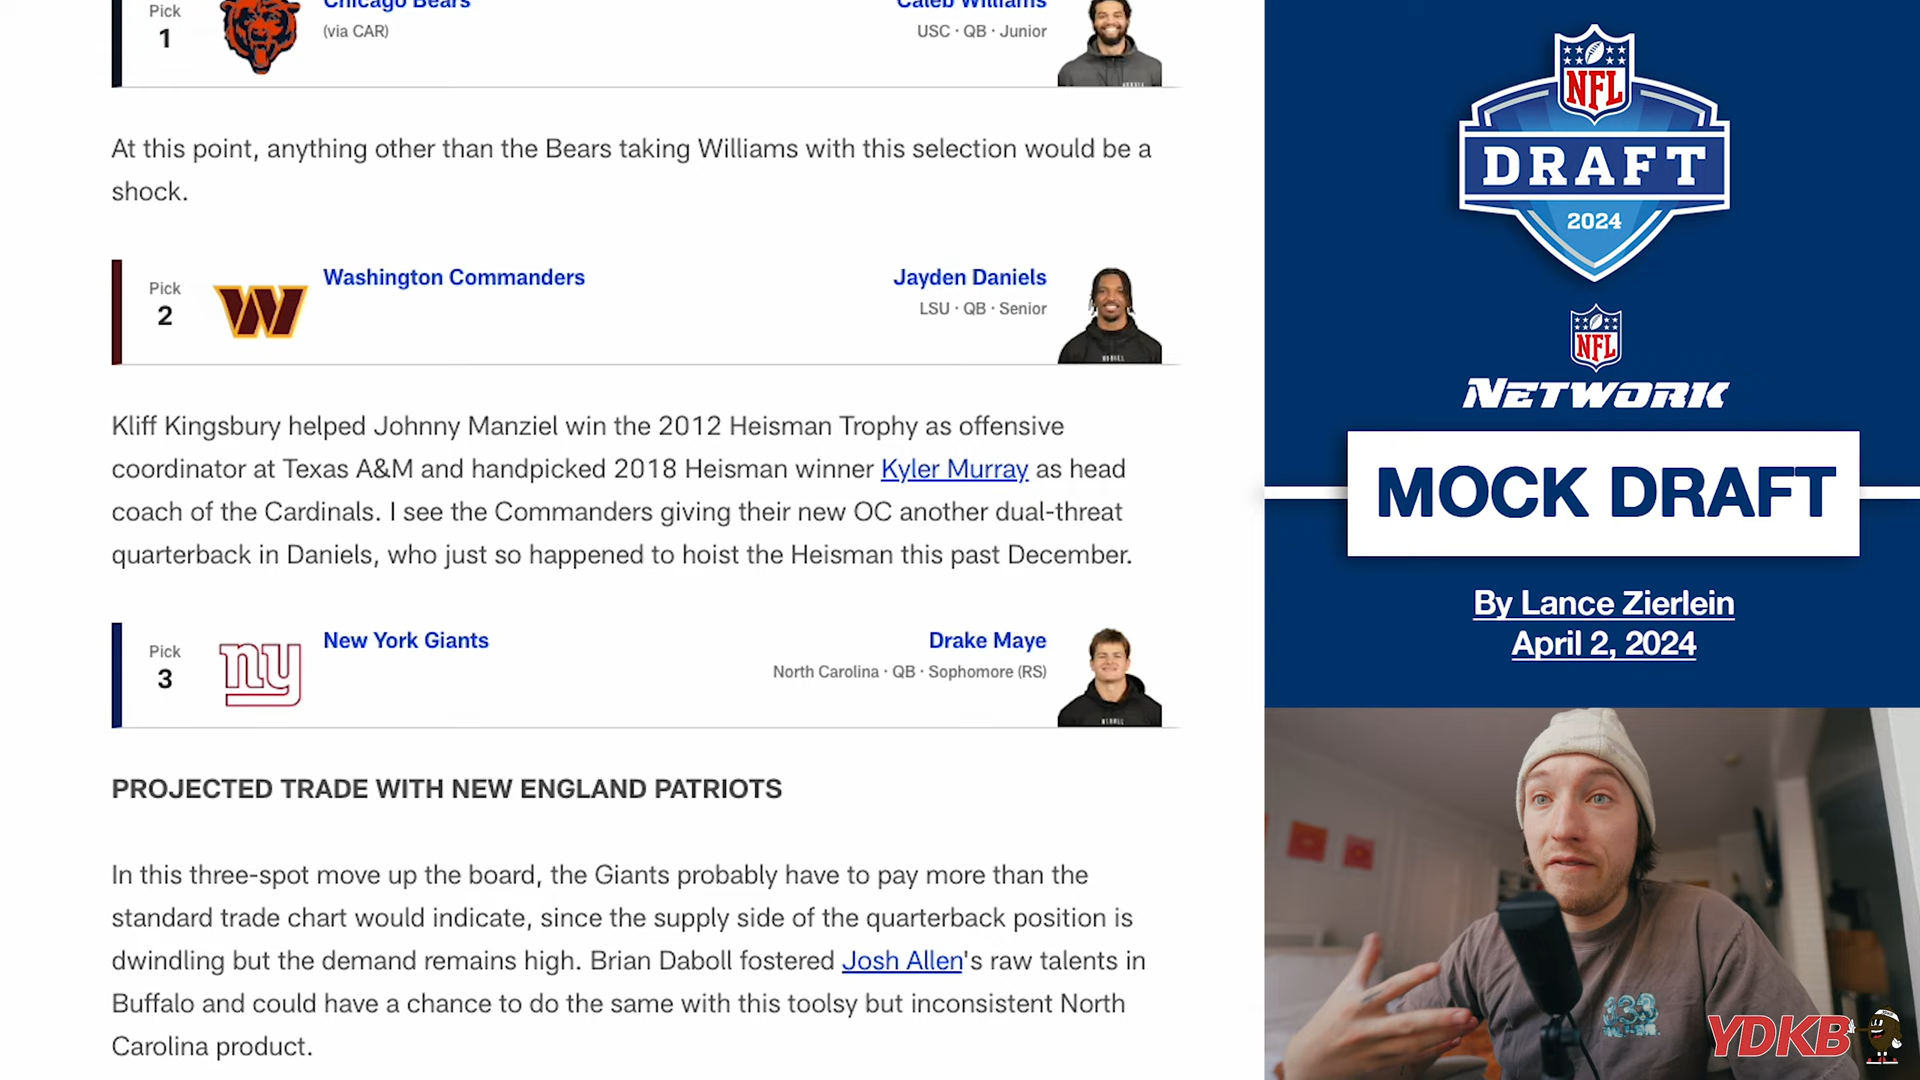 Pick
1
Chicago Bears
(via CAR)
Caleb Williams
USC · QB · Junior
At this point, anything other than the Bears taking Williams with this selection would be a
shock.
Pick
2
W
Washington Commanders
Jayden Daniels
LSU · QB · Senior
Kliff Kingsbury helped Johnny Manziel win the 2012 Heisman Trophy as offensive
coordinator at Texas A&M and handpicked 2018 Heisman winner Kyler Murray as head
coach of the Cardinals. I see the Commanders giving their new OC another dual-threat
quarterback in Daniels, who just so happened to hoist the Heisman this past December.
Pick
3
ny
New York Giants
Drake Maye
North Carolina · QB · Sophomore (RS)
PROJECTED TRADE WITH NEW ENGLAND PATRIOTS
In this three-spot move up the board, the Giants probably have to pay more than the
standard trade chart would indicate, since the supply side of the quarterback position is
dwindling but the demand remains high. Brian Daboll fostered Josh Allen's raw talents in
Buffalo and could have a chance to do the same with this toolsy but inconsistent North
Carolina product.
NFL
DRAFT
2024
NFL
NETWORK
MOCK DRAFT
By Lance Zierlein
April 2, 2024
133
YDKB